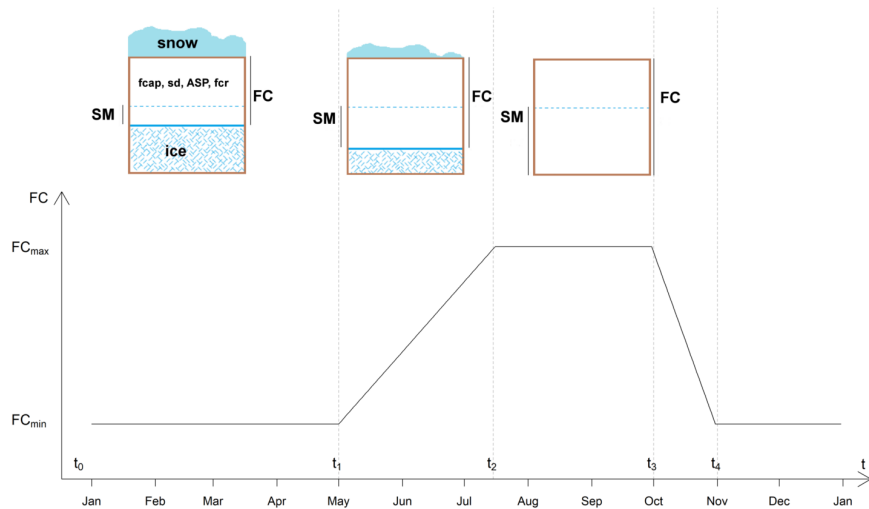 snow
fcap, sd, ASP, fcr
FC
SM
ice
FC
SM
FC
SM
FC
FCmax
FCmin
t0 t1 t2 t3 t4 t
Jan Feb Mar Apr May Jun Jul Aug Sep Oct Nov Dec Jan